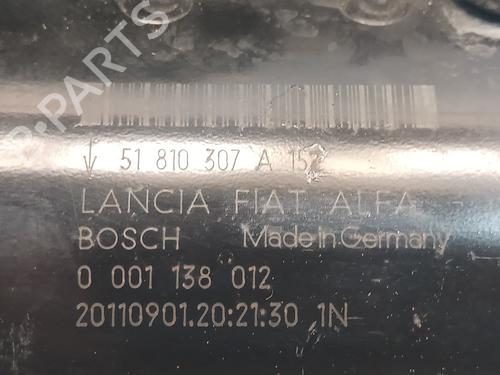 51 810 307 A 152
LANCIA FIAT ALFA -
BOSCH Made in Germany
0 001 138 012
20110901.20:21:30 1N